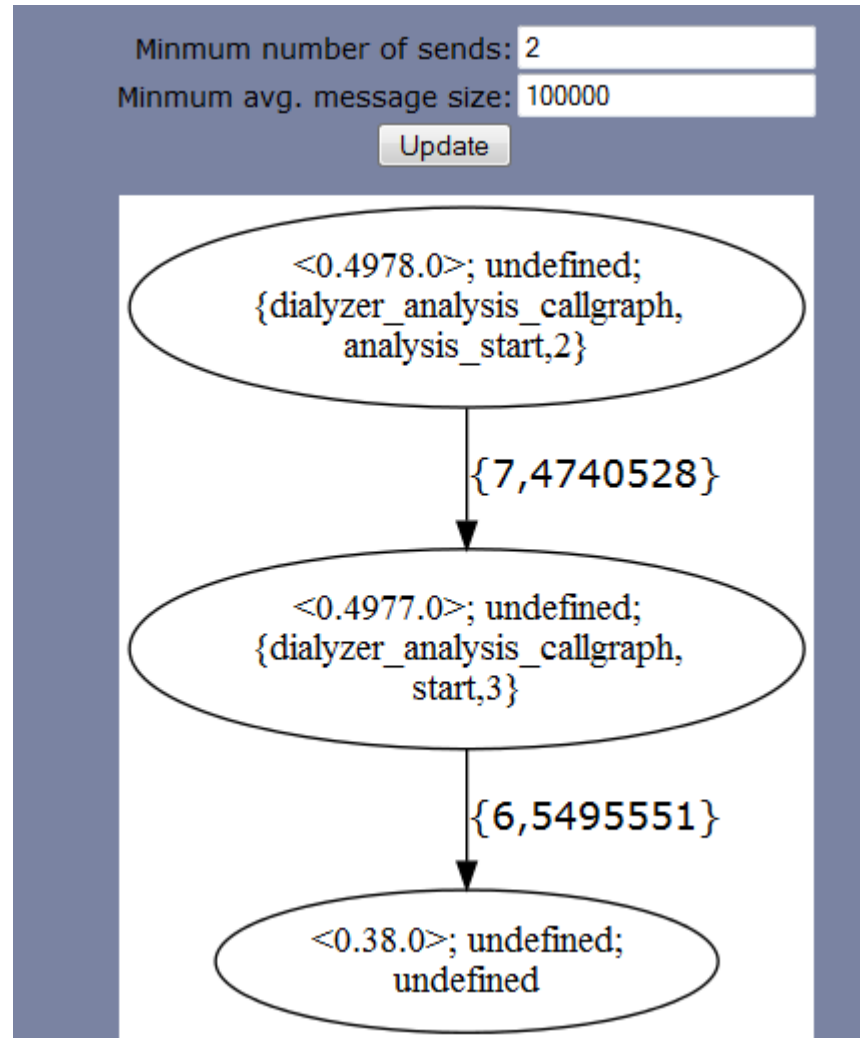 Minmum number of sends: 2
Minmum avg. message size: 100000
Update
<0.4978.0>; undefined;
{dialyzer_analysis_callgraph,
analysis_start,2}
{7,4740528}
<0.4977.0>; undefined;
{dialyzer_analysis_callgraph,
start,3}
{6,5495551}
<0.38.0>; undefined;
undefined